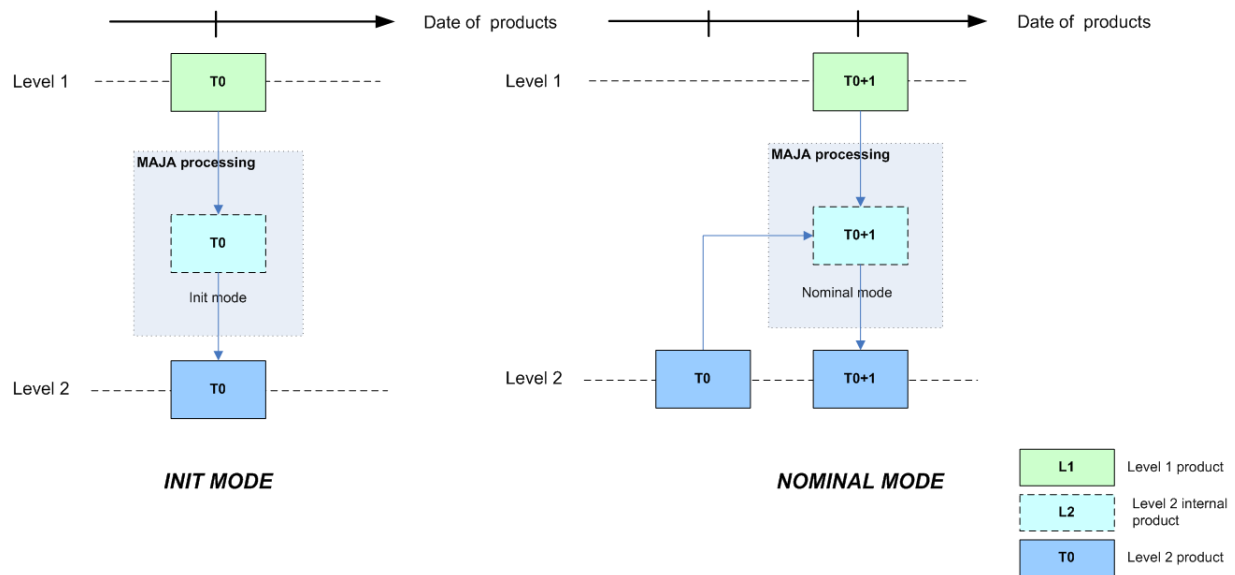 Date of products
Level 1
T0
MAJA processing
T0
Init mode
Level 2
T0
INIT MODE
Date of products
Level 1
T0+1
MAJA processing
T0+1
Nominal mode
Level 2
T0
T0+1
NOMINAL MODE
L1
Level 1 product
L2
Level 2 internal
product
T0
Level 2 product